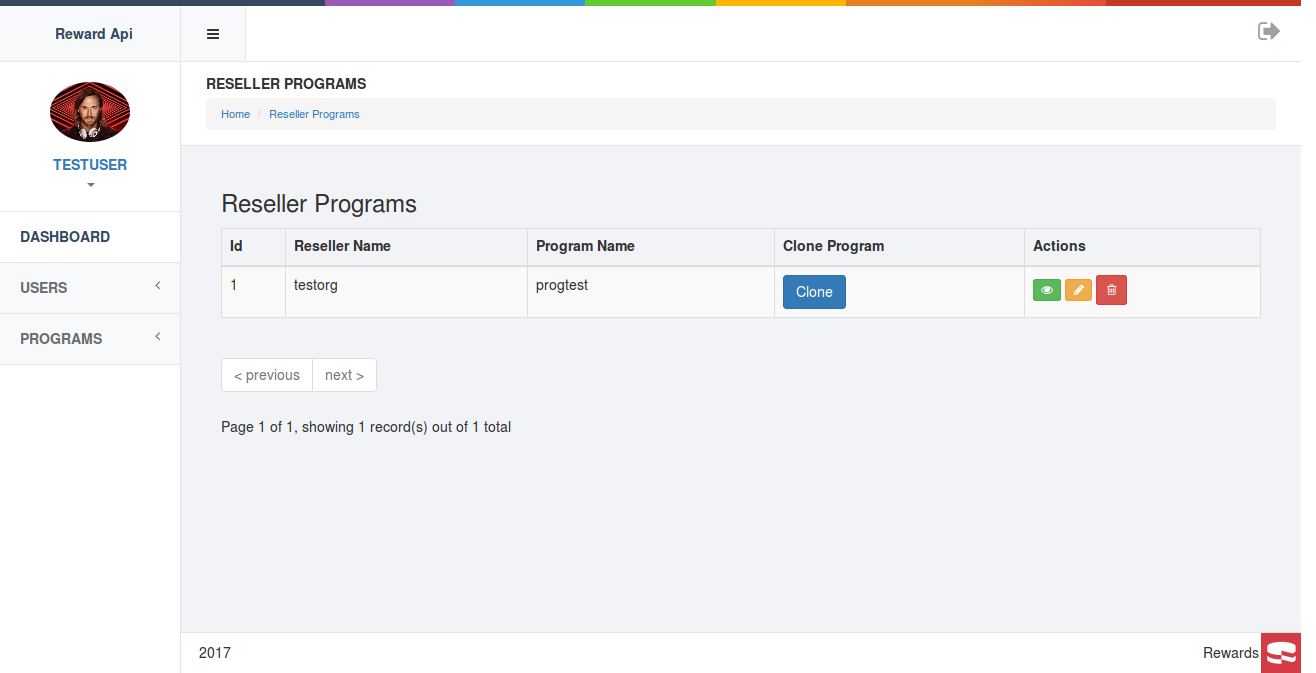 Reward Api
TESTUSER
DASHBOARD
USERS
PROGRAMS
RESELLER PROGRAMS
Home / Reseller Programs
Reseller Programs
Id Reseller Name Program Name Clone Program Actions
1 testorg progtest Clone
< previous next >
Page 1 of 1, showing 1 record(s) out of 1 total
2017 Rewards